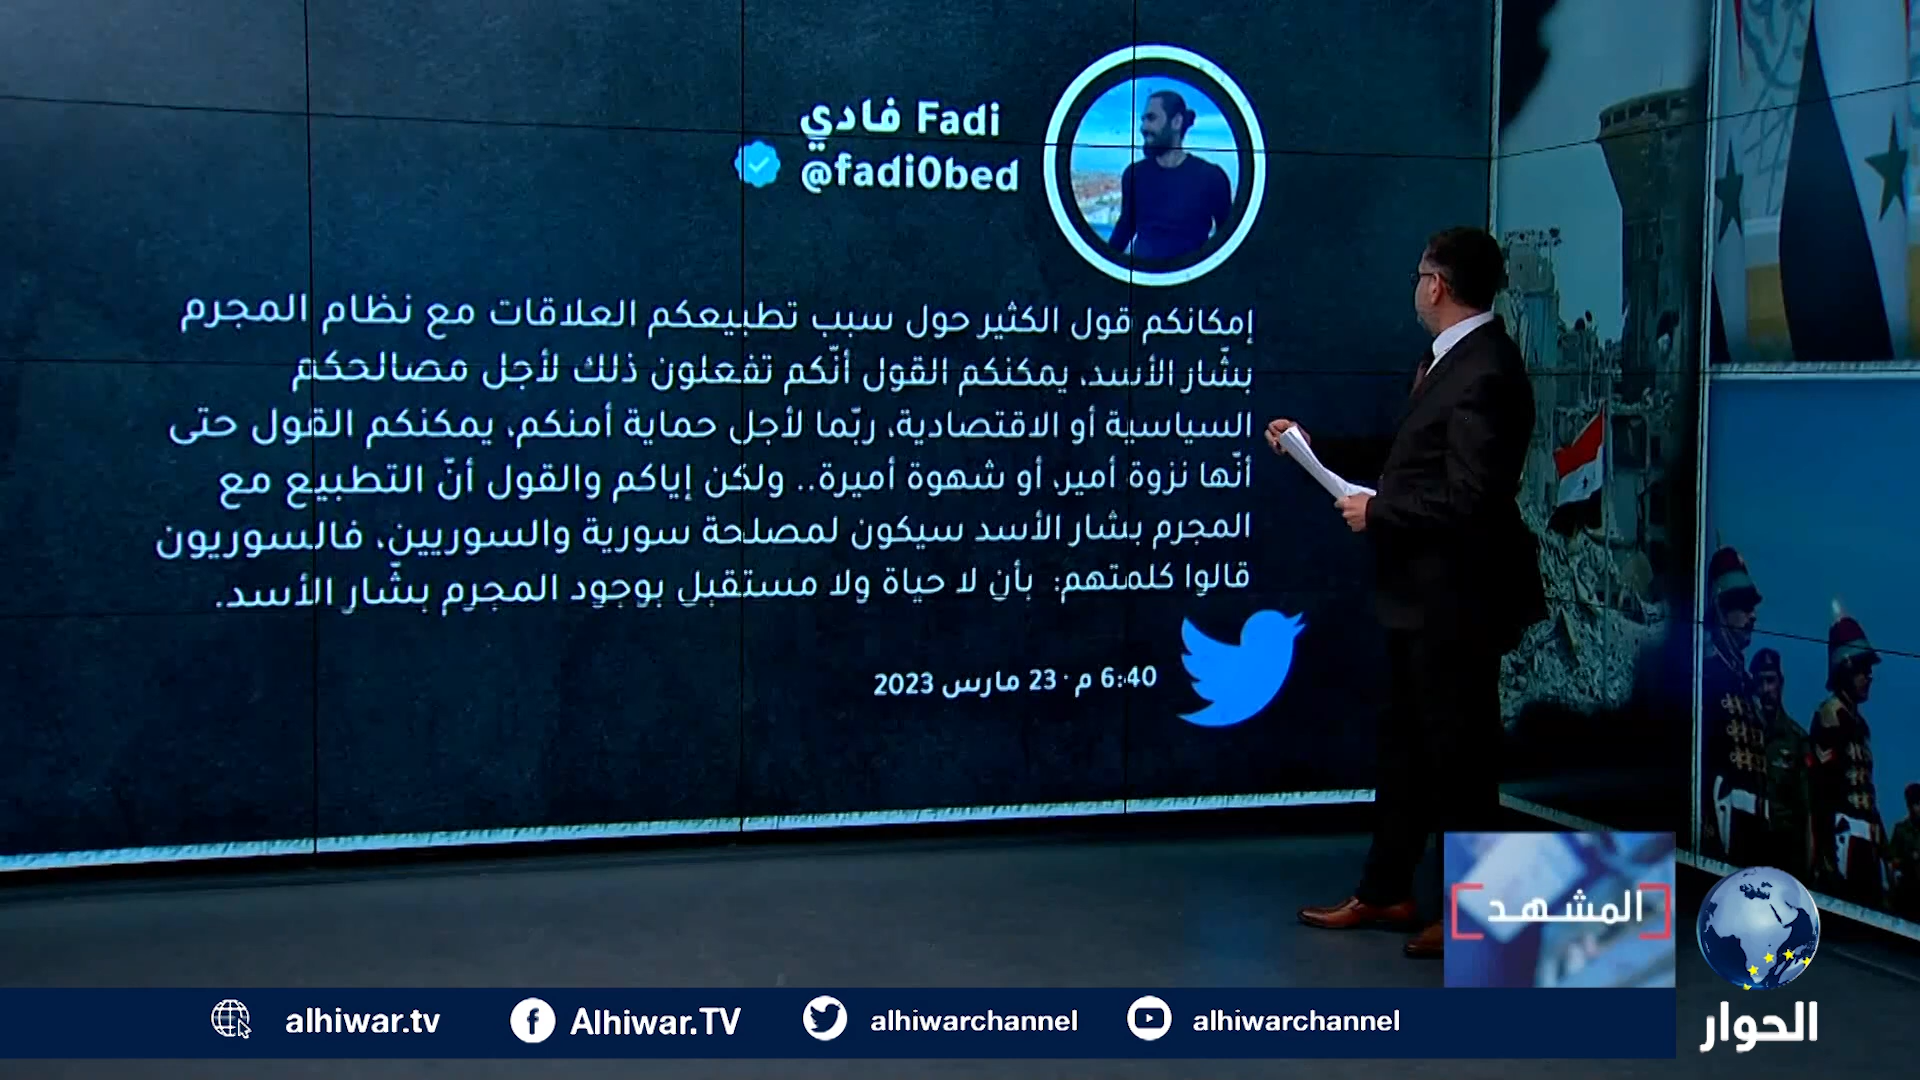 فادي Fadi
@fadi0bed
إمكانكم قول الكثير حول سبب تطبيعكم العلاقات مع نظام المجرم
بشّار الأسد، يمكنكم القول أنّكم تفعلون ذلك لأجل مصالحكم
السياسية أو الاقتصادية، ربّما لأجل حماية أمنكم، يمكنكم القول حتى
أنّها نزوة أمير، أو شهوة أميرة.. ولكن إياكم والقول أنّ التطبيع مع
المجرم بشار الأسد سيكون لمصلحة سورية والسوريين، فالسوريون
قالوا كلمتهم: بأن لا حياة ولا مستقبل بوجود المجرم بشّار الأسد.
6:40 م · 23 مارس 2023
المشهد
الحوار
alhiwar.tv
Alhiwar.TV
alhiwarchannel
alhiwarchannel